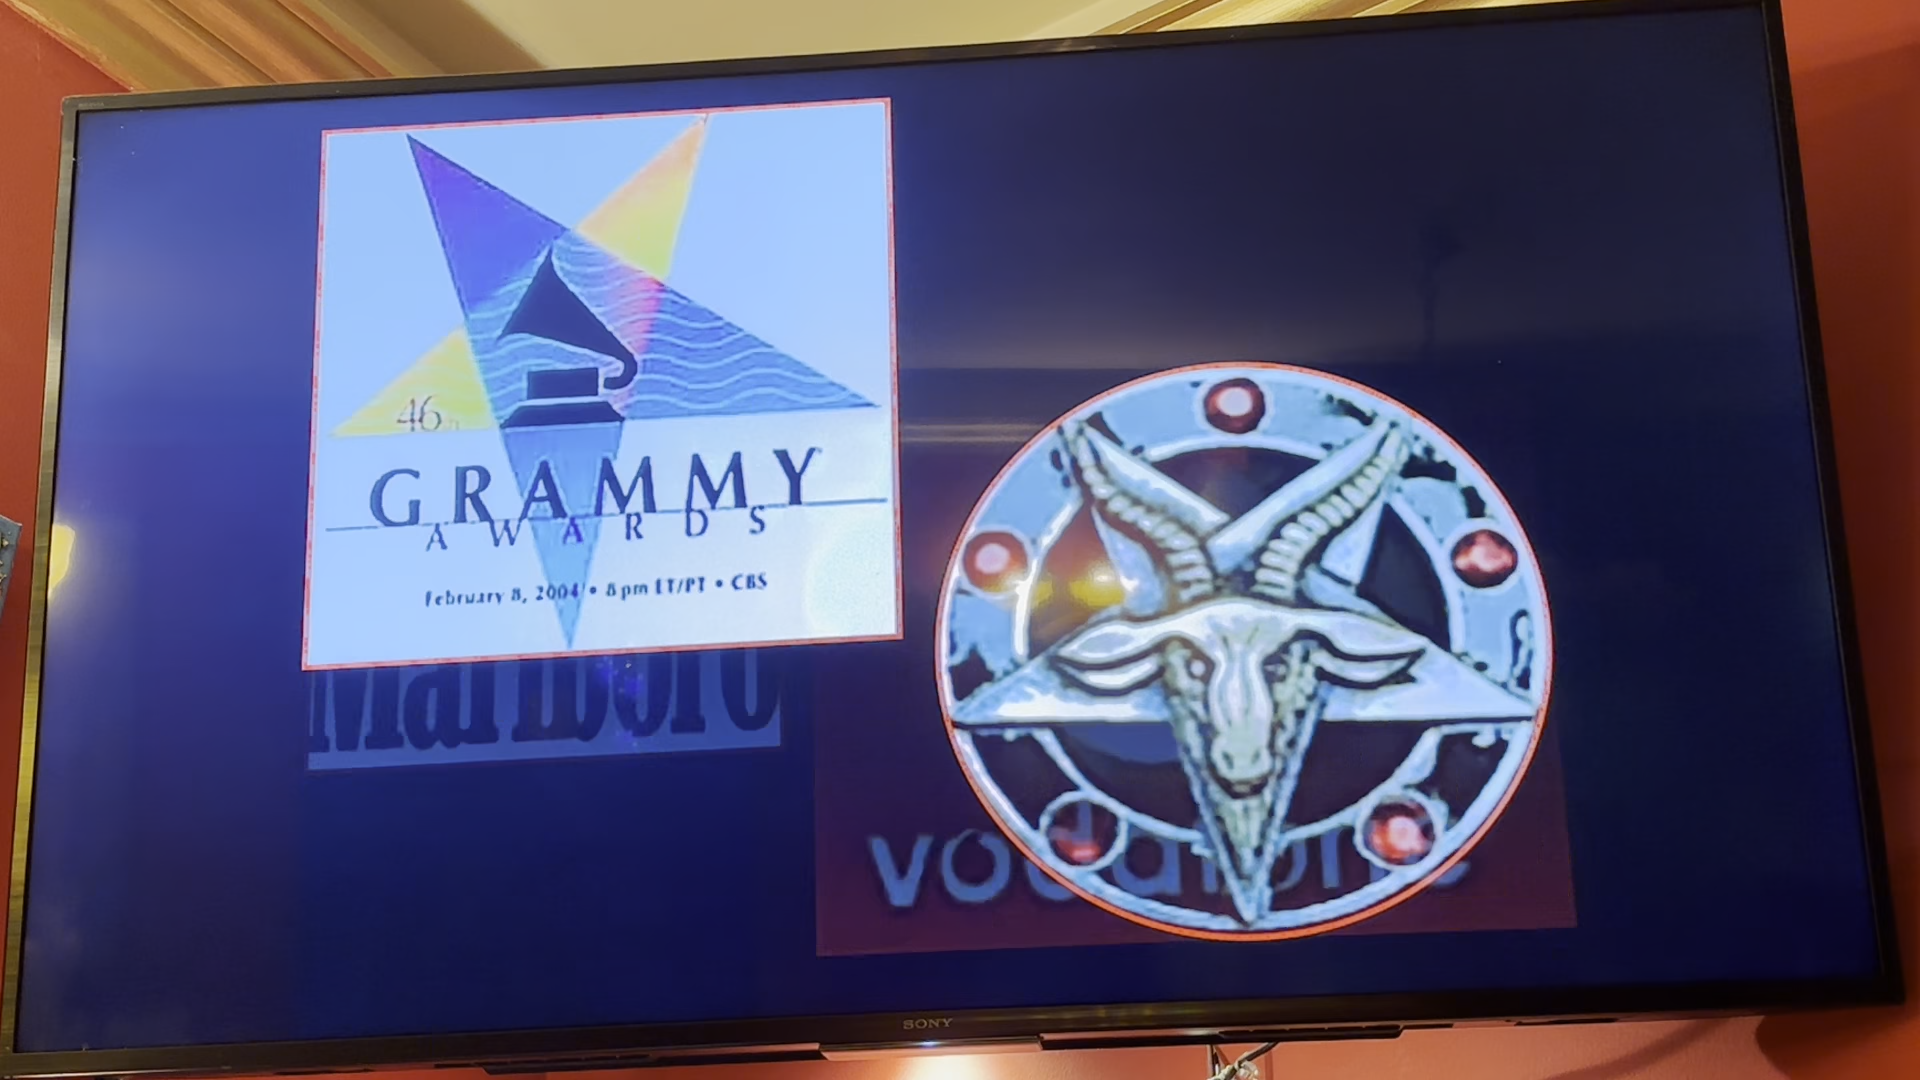 46th
GRAMMY
AWARDS
February 8, 2004 • 8pm ET/PT • CBS
Marlboro
vodafone
SONY